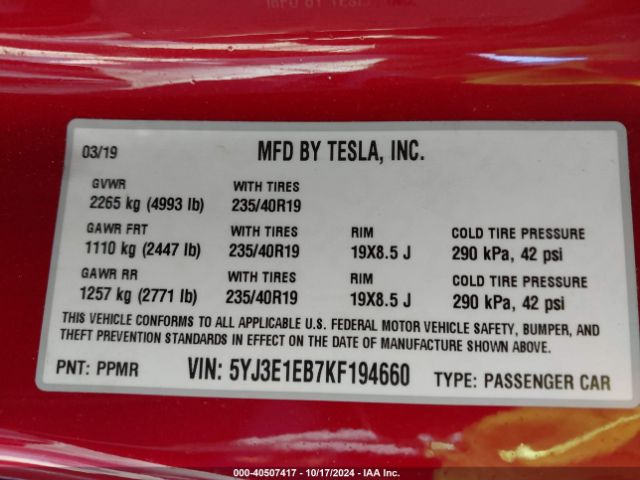 03/19 MFD BY TESLA, INC.
GVWR WITH TIRES
2265 kg (4993 lb) 235/40R19
GAWR FRT WITH TIRES RIM COLD TIRE PRESSURE
1110 kg (2447 lb) 235/40R19 19X8.5 J 290 kPa, 42 psi
GAWR RR WITH TIRES RIM COLD TIRE PRESSURE
1257 kg (2771 lb) 235/40R19 19X8.5 J 290 kPa, 42 psi
THIS VEHICLE CONFORMS TO ALL APPLICABLE U.S. FEDERAL MOTOR VEHICLE SAFETY, BUMPER, AND
THEFT PREVENTION STANDARDS IN EFFECT ON THE DATE OF MANUFACTURE SHOWN ABOVE.
PNT: PPMR VIN: 5YJ3E1EB7KF194660 TYPE: PASSENGER CAR
000-40507417 - 10/17/2024 - IAA Inc.